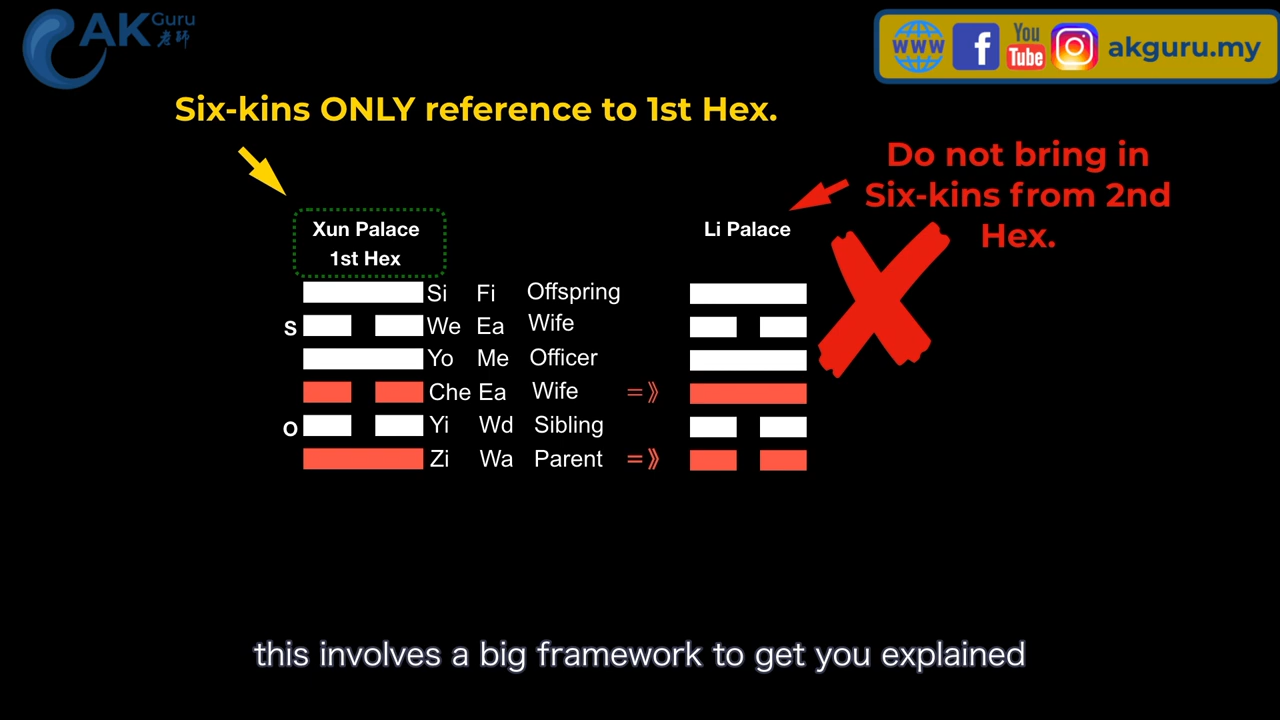 AK Guru 老師
www f You Tube akguru.my
Six-kins ONLY reference to 1st Hex.
Do not bring in
Six-kins from 2nd
Hex.
Xun Palace
1st Hex
Li Palace
Si Fi Offspring
S We Ea Wife
Yo Me Officer
Che Ea Wife =》
O Yi Wd Sibling
Zi Wa Parent =》
this involves a big framework to get you explained